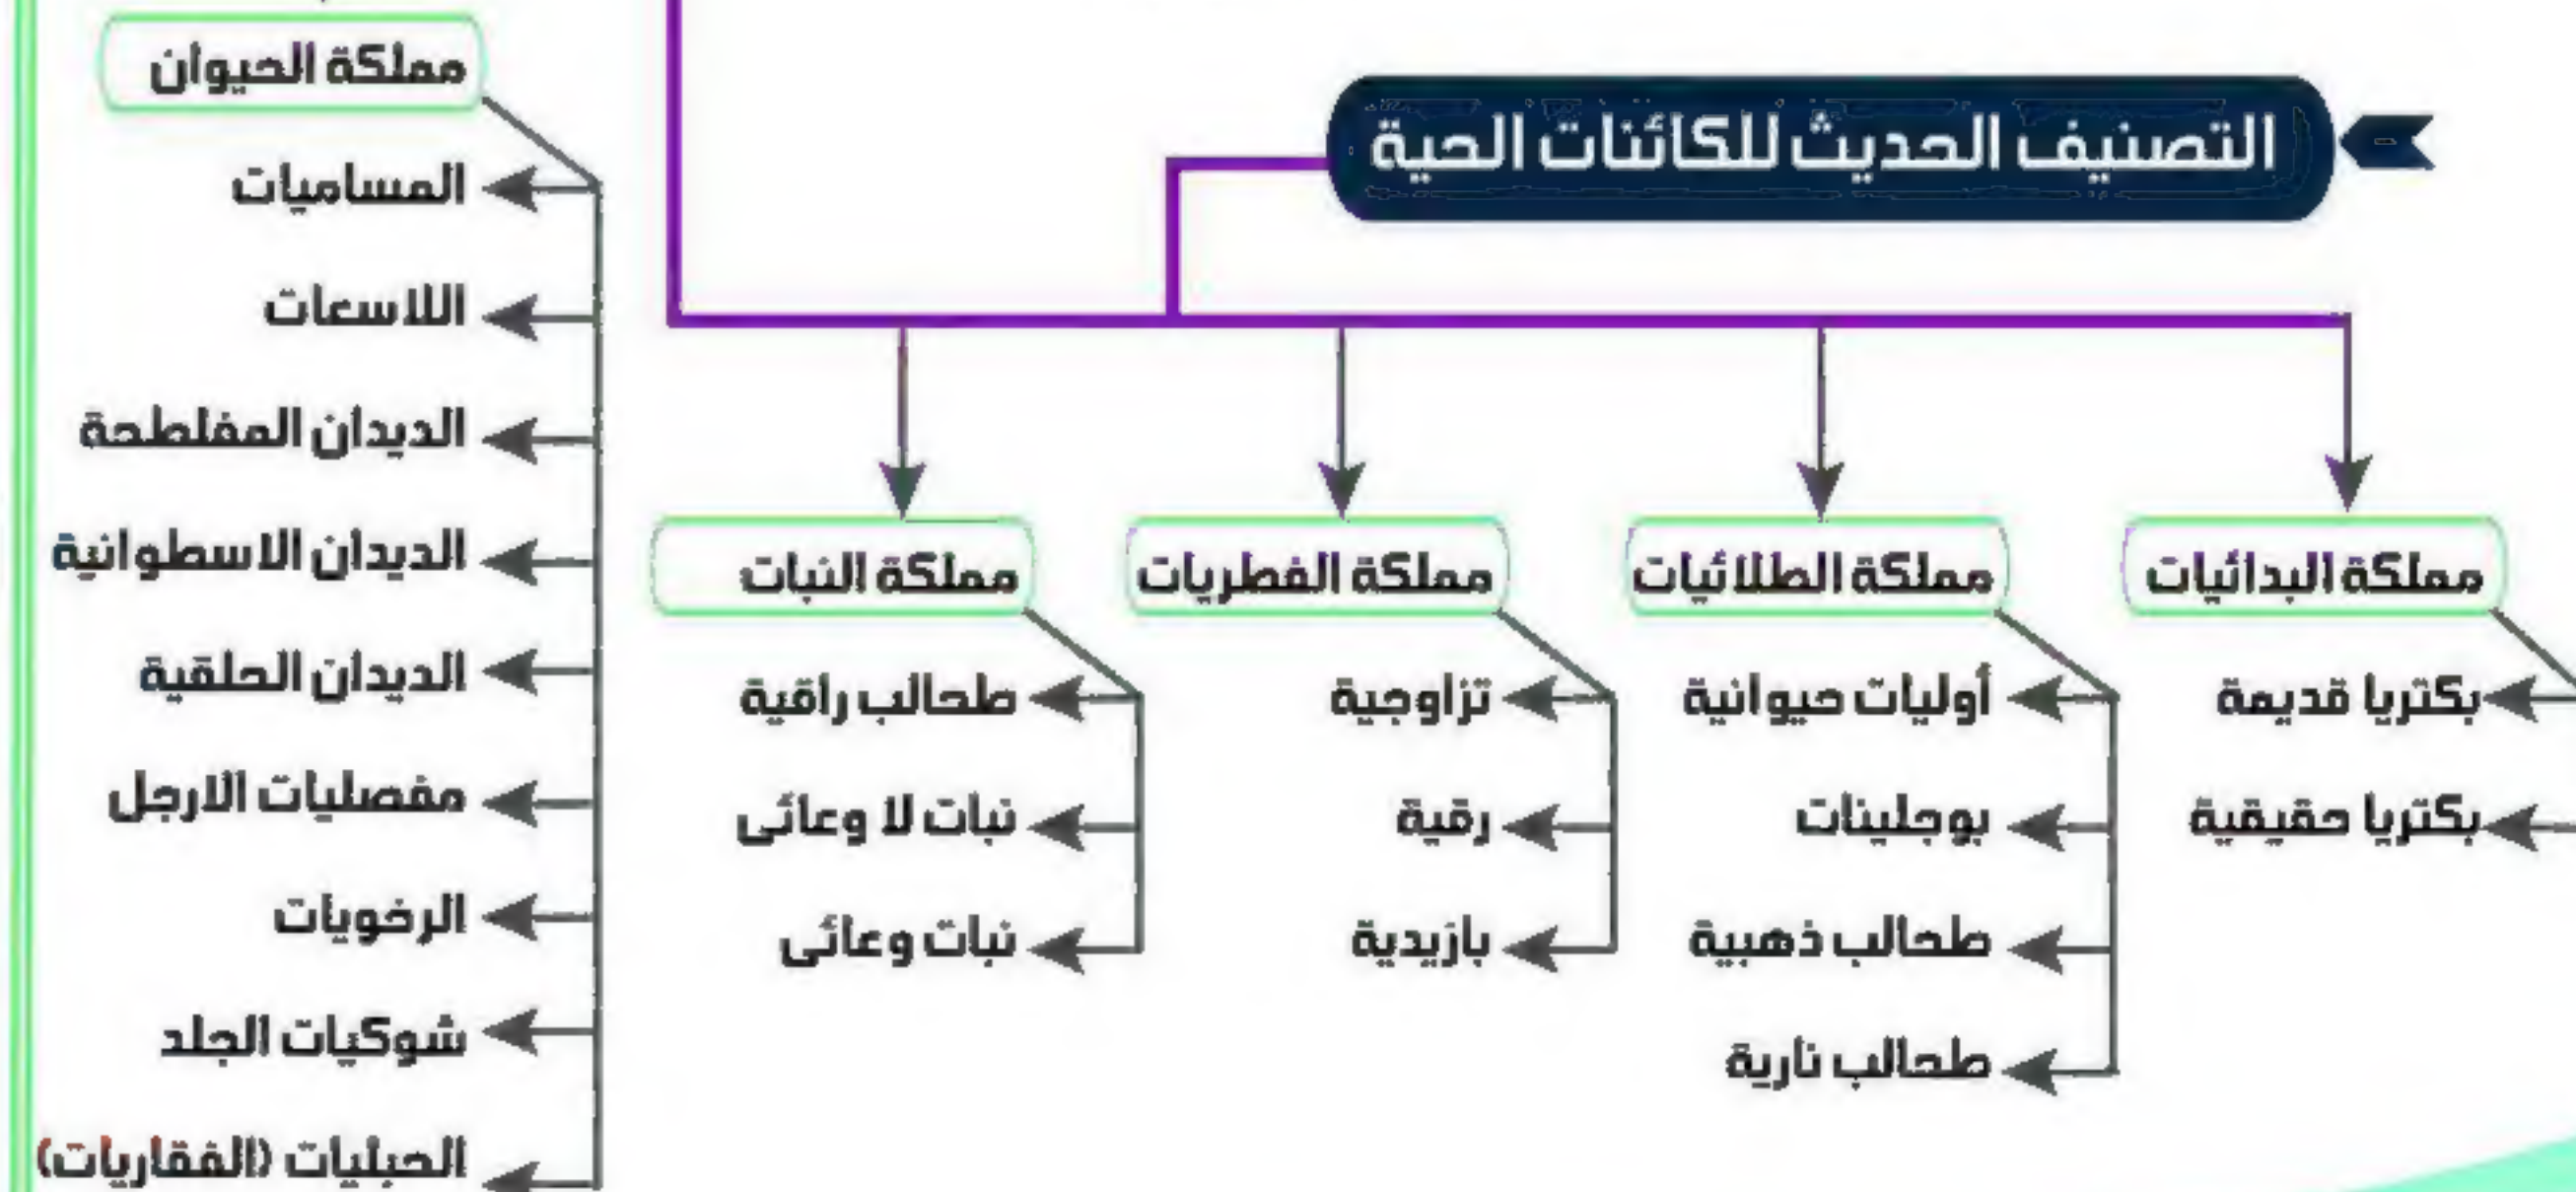 التصنيف الحديث للكائنات الحية
مملكة البدائيات
بكتريا قديمة
بكتريا حقيقية
مملكة الطلائيات
أوليات حيوانية
يوجلينات
طحالب ذهبية
طحالب نارية
مملكة الفطريات
تزاوجية
رقية
بازيدية
مملكة النبات
طحالب راقية
نبات لا وعائى
نبات وعائى
مملكة الحيوان
المساميات
اللاسعات
الديدان المفلطحة
الديدان الاسطوانية
الديدان الحلقية
مفصليات الارجل
الرخويات
شوكيات الجلد
الحبليات (الفقاريات)